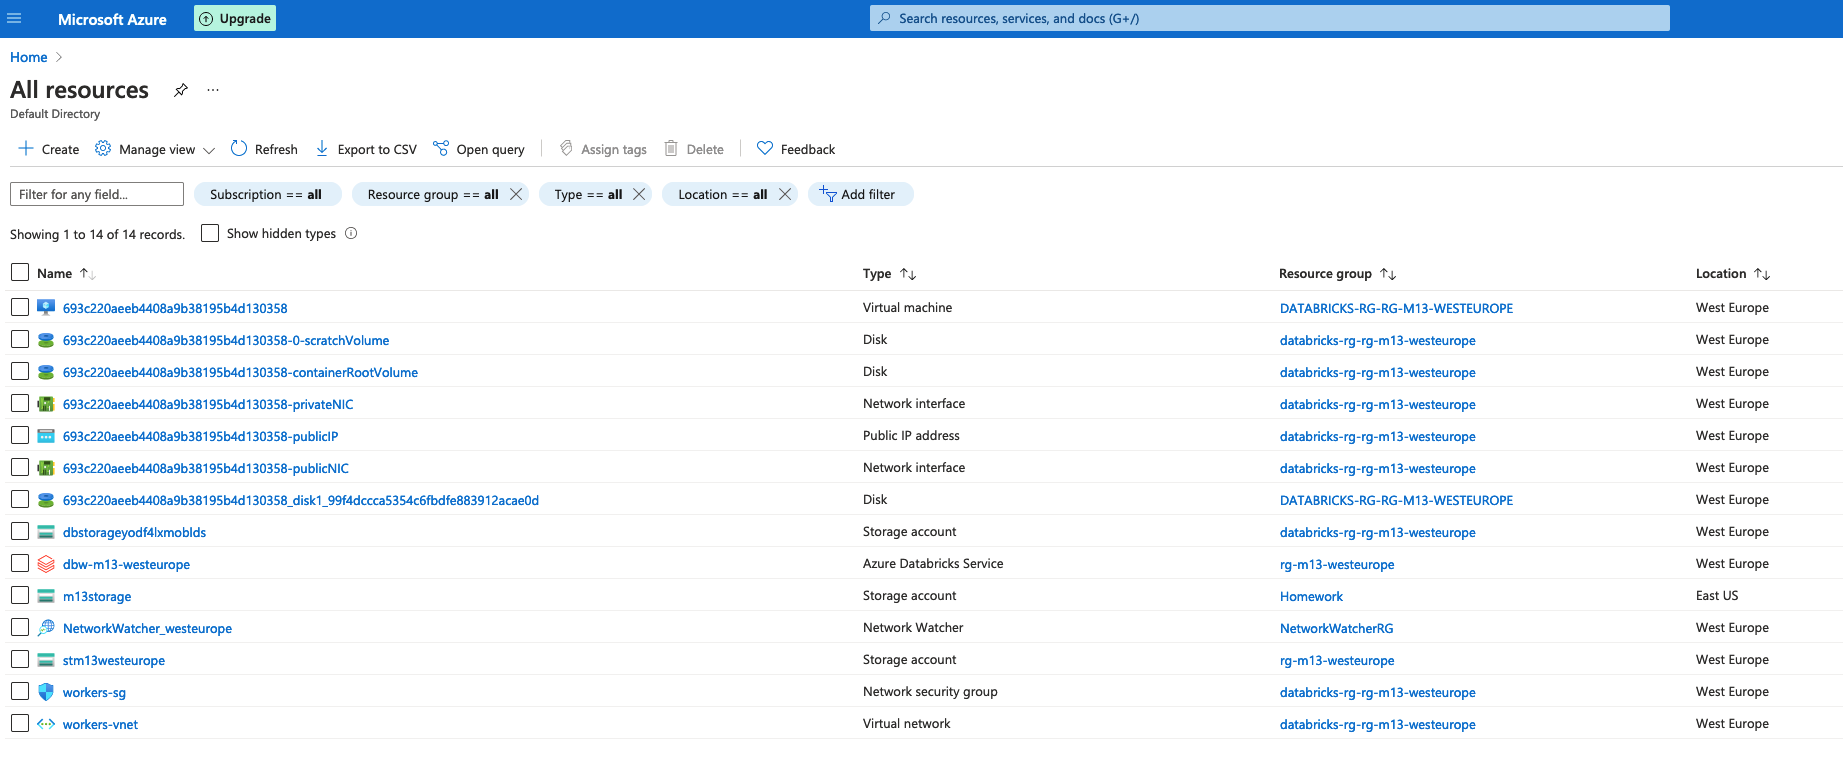 Microsoft Azure Upgrade Search resources, services, and docs (G+/)
Home
All resources ...
Default Directory
Create Manage view Refresh Export to CSV Open query Assign tags Delete Feedback
Filter for any field... Subscription == all Resource group == all Type == all Location == all Add filter
Showing 1 to 14 of 14 records. Show hidden types
Name Type Resource group Location
693c220aeeb4408a9b38195b4d130358 Virtual machine DATABRICKS-RG-RG-M13-WESTEUROPE West Europe
693c220aeeb4408a9b38195b4d130358-0-scratchVolume Disk databricks-rg-rg-m13-westeurope West Europe
693c220aeeb4408a9b38195b4d130358-containerRootVolume Disk databricks-rg-rg-m13-westeurope West Europe
693c220aeeb4408a9b38195b4d130358-privateNIC Network interface databricks-rg-rg-m13-westeurope West Europe
693c220aeeb4408a9b38195b4d130358-publicIP Public IP address databricks-rg-rg-m13-westeurope West Europe
693c220aeeb4408a9b38195b4d130358-publicNIC Network interface databricks-rg-rg-m13-westeurope West Europe
693c220aeeb4408a9b38195b4d130358_disk1_99f4dccca5354c6fbdfe883912acae0d Disk DATABRICKS-RG-RG-M13-WESTEUROPE West Europe
dbstorageyodf4lxmoblds Storage account databricks-rg-rg-m13-westeurope West Europe
dbw-m13-westeurope Azure Databricks Service rg-m13-westeurope West Europe
m13storage Storage account Homework East US
NetworkWatcher_westeurope Network Watcher NetworkWatcherRG West Europe
stm13westeurope Storage account rg-m13-westeurope West Europe
workers-sg Network security group databricks-rg-rg-m13-westeurope West Europe
workers-vnet Virtual network databricks-rg-rg-m13-westeurope West Europe